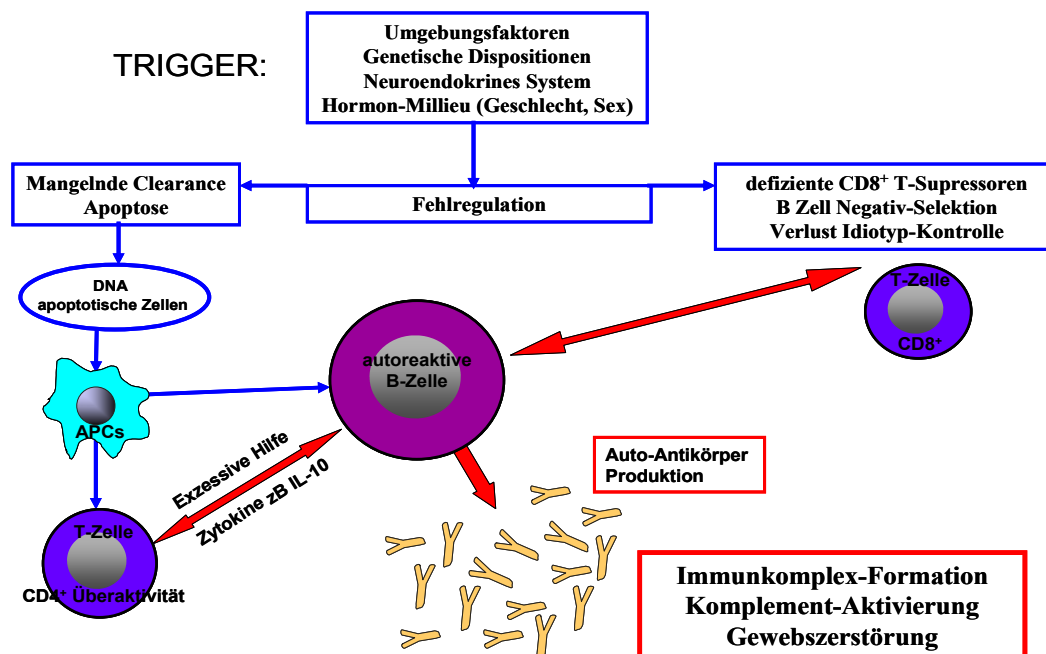 TRIGGER:
Umgebungsfaktoren
Genetische Dispositionen
Neuroendokrines System
Hormon-Millieu (Geschlecht, Sex)
Mangelnde Clearance
Apoptose
Fehlregulation
defiziente CD8⁺ T-Supressoren
B Zell Negativ-Selektion
Verlust Idiotyp-Kontrolle
DNA
apoptotische Zellen
T-Zelle
CD8⁺
autoreaktive
B-Zelle
APCs
Exzessive Hilfe
Zytokine zB IL-10
Auto-Antikörper
Produktion
T-Zelle
CD4⁺ Überaktivität
Immunkomplex-Formation
Komplement-Aktivierung
Gewebszerstörung